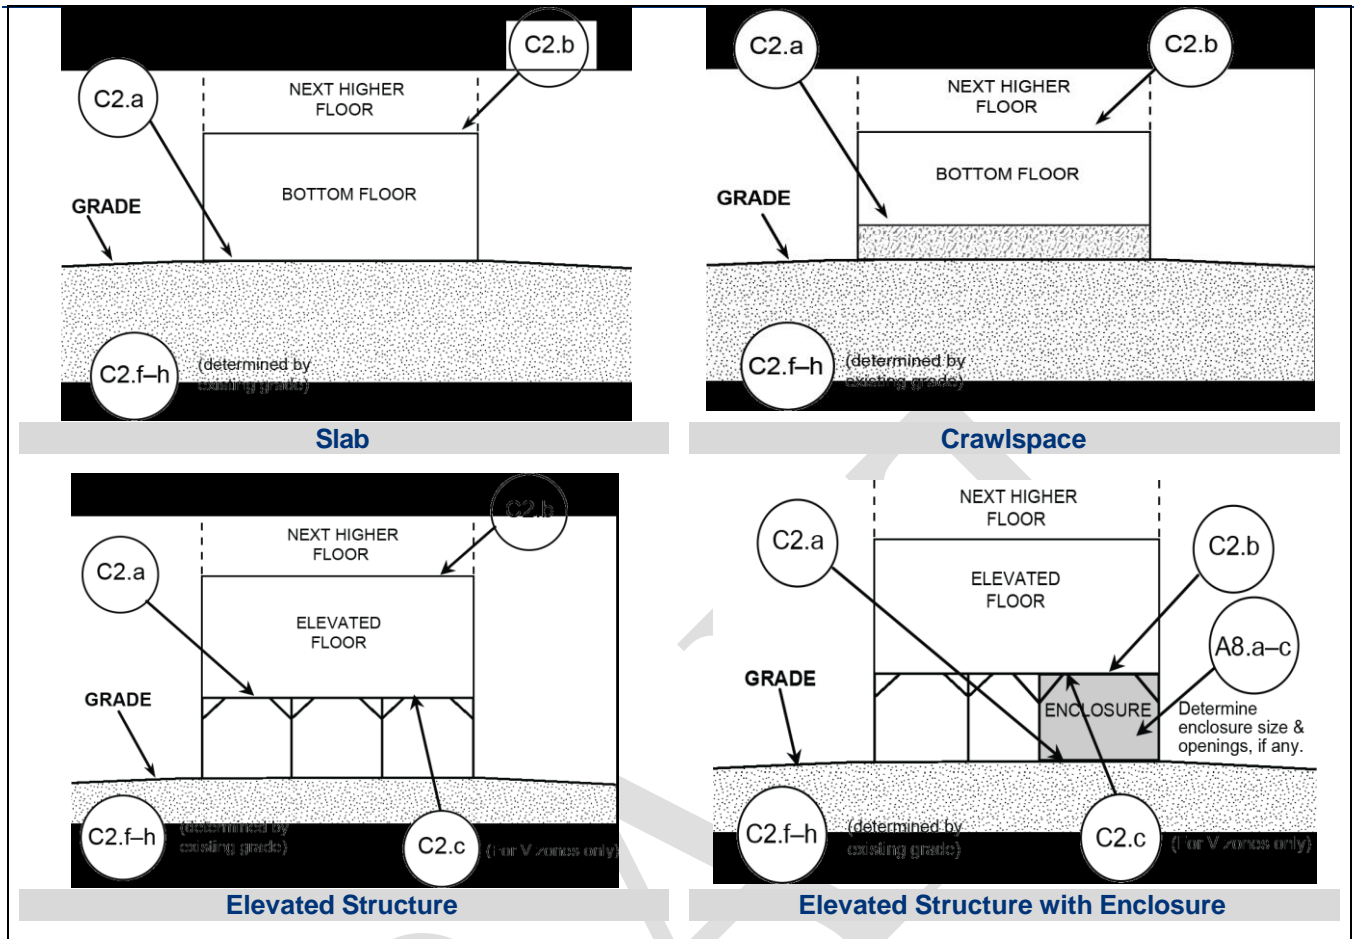 C2.b
C2.a
NEXT HIGHER
FLOOR
BOTTOM FLOOR
GRADE
C2.f–h
(determined by
existing grade)
Slab
C2.a
C2.b
NEXT HIGHER
FLOOR
BOTTOM FLOOR
GRADE
C2.f–h
(determined by
existing grade)
Crawlspace
C2.b
NEXT HIGHER
FLOOR
C2.a
ELEVATED
FLOOR
GRADE
C2.f–h
(determined by
existing grade)
C2.c
(For V zones only)
Elevated Structure
NEXT HIGHER
FLOOR
C2.a
C2.b
ELEVATED
FLOOR
A8.a–c
GRADE
ENCLOSURE
Determine
enclosure size &
openings, if any.
C2.f–h
(determined by
existing grade)
C2.c
(For V zones only)
Elevated Structure with Enclosure